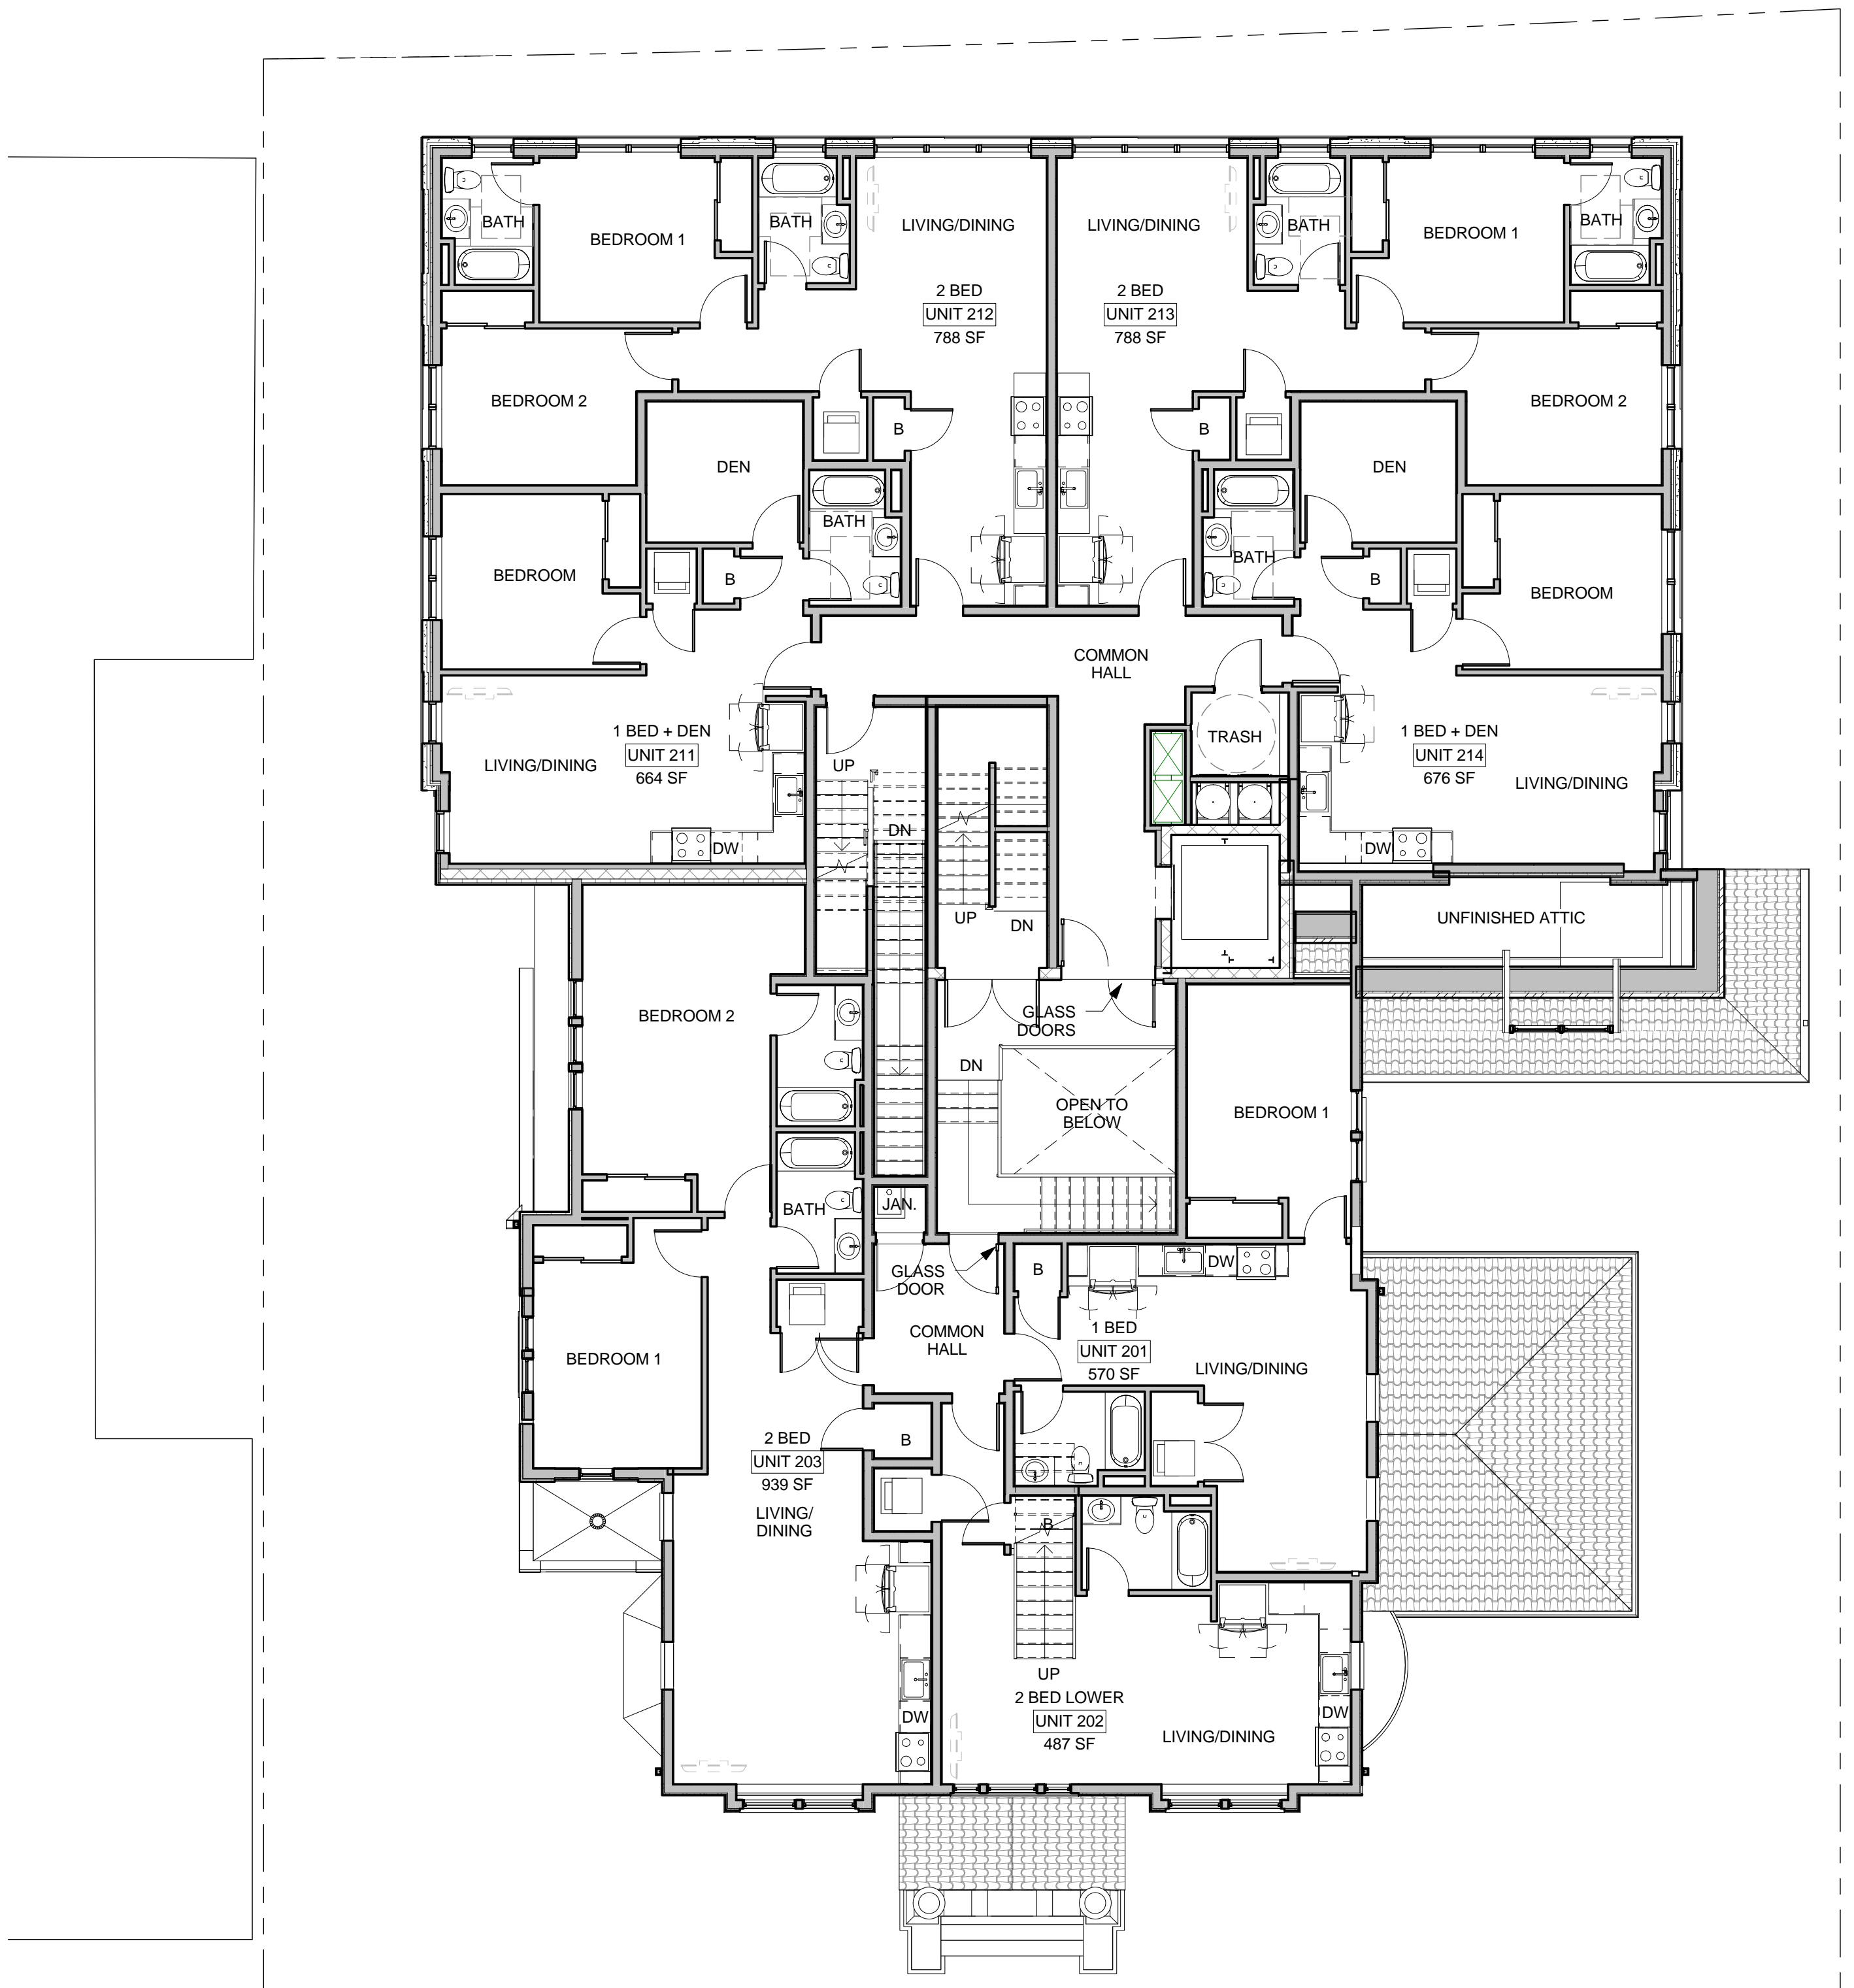 BATH
BEDROOM 1
BATH
LIVING/DINING
LIVING/DINING
BATH
BEDROOM 1
BATH
2 BED
UNIT 212
788 SF
2 BED
UNIT 213
788 SF
BEDROOM 2
DEN
B
B
DEN
BEDROOM 2
BEDROOM
B
BATH
BATH
B
BEDROOM
COMMON
HALL
LIVING/DINING
1 BED + DEN
UNIT 211
664 SF
DW
UP
DN
UP
DN
TRASH
1 BED + DEN
UNIT 214
676 SF
LIVING/DINING
DW
UNFINISHED ATTIC
BEDROOM 2
GLASS
DOORS
DN
OPEN TO
BELOW
BEDROOM 1
BATH
JAN.
GLASS
DOOR
B
DW
COMMON
HALL
1 BED
UNIT 201
570 SF
LIVING/DINING
BEDROOM 1
2 BED
UNIT 203
939 SF
LIVING/
DINING
B
B
UP
2 BED LOWER
UNIT 202
487 SF
LIVING/DINING
DW
DW